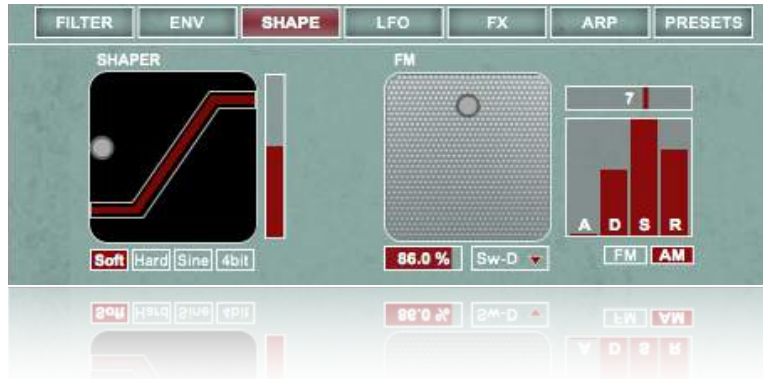 FILTER ENV SHAPE LFO FX ARP PRESETS
SHAPER FM
7
A D S R
Soft Hard Sine 4bit 86.0 % Sw-D FM AM